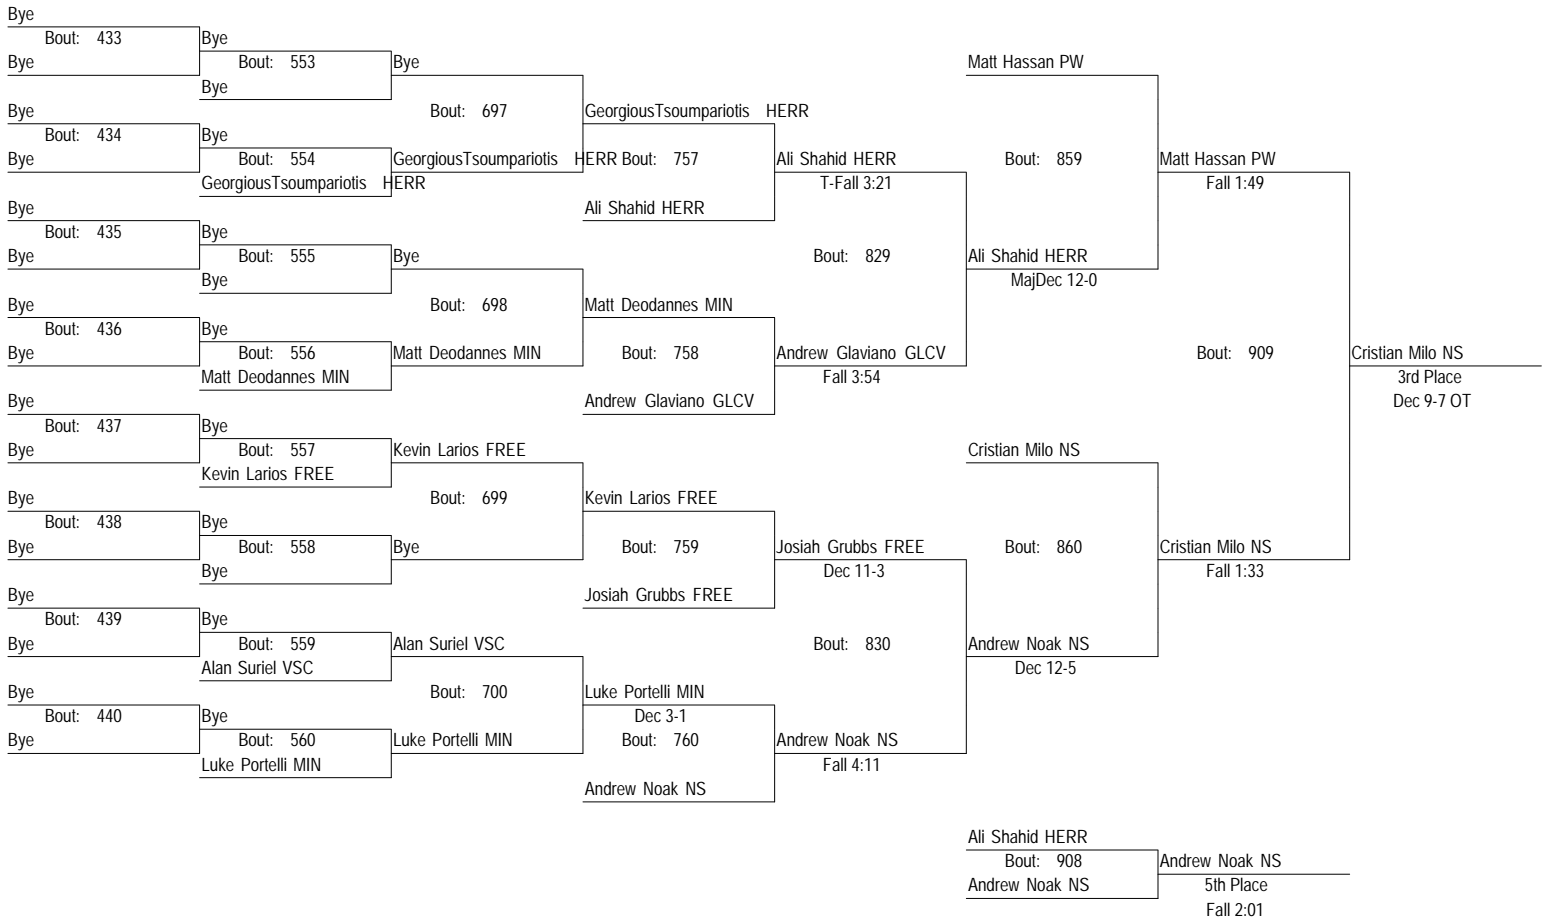 Bye
Bout: 433
Bye
Bye
Bout: 553
Bye
Bye
Bout: 434
Bye
Bye
Bout: 554
GeorgiousTsoumpariotis HERR
Bye
Bout: 697
GeorgiousTsoumpariotis HERR
Bye
Bout: 435
Bye
Bye
Bout: 555
Bye
Bye
Bout: 436
Bye
Bye
Bout: 556
Matt Deodannes MIN
Bye
Bout: 698
Matt Deodannes MIN
Bye
Bout: 437
Bye
Bye
Bout: 557
Kevin Larios FREE
Bye
Bout: 438
Bye
Bye
Bout: 558
Bye
Kevin Larios FREE
Bout: 699
Bye
Bye
Bout: 439
Bye
Bye
Bout: 559
Alan Suriel VSC
Bye
Bout: 440
Bye
Bye
Bout: 560
Luke Portelli MIN
Alan Suriel VSC
Bout: 700
Luke Portelli MIN
GeorgiousTsoumpariotis HERR
Bout: 757
Ali Shahid HERR
Matt Deodannes MIN
Bout: 758
Andrew Glaviano GLCV
Kevin Larios FREE
Bout: 759
Josiah Grubbs FREE
Luke Portelli MIN
Dec 3-1
Bout: 760
Andrew Noak NS
Ali Shahid HERR
T-Fall 3:21
Bout: 829
Andrew Glaviano GLCV
Fall 3:54
Josiah Grubbs FREE
Dec 11-3
Bout: 830
Andrew Noak NS
Fall 4:11
Matt Hassan PW
Bout: 859
Ali Shahid HERR
MajDec 12-0
Cristian Milo NS
Bout: 860
Andrew Noak NS
Dec 12-5
Matt Hassan PW
Fall 1:49
Bout: 909
Cristian Milo NS
Fall 1:33
Cristian Milo NS
3rd Place
Dec 9-7 OT
Ali Shahid HERR
Bout: 908
Andrew Noak NS
Andrew Noak NS
5th Place
Fall 2:01